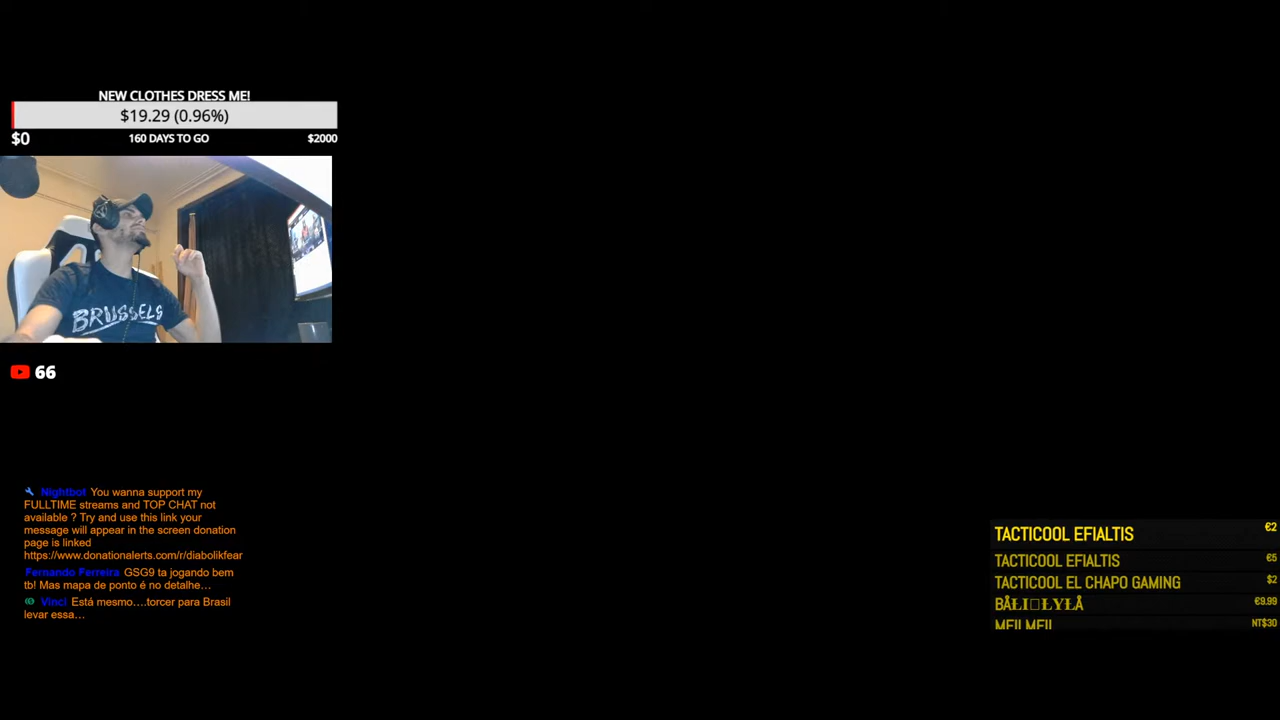 NEW CLOTHES DRESS ME!
$19.29 (0.96%)
$0 160 DAYS TO GO $2000
BRUSSELS
66
Nightbot You wanna support my
FULLTIME streams and TOP CHAT not
available ? Try and use this link your
message will appear in the screen donation
page is linked
https://www.donationalerts.com/r/diabolikfear
Fernando Ferreira GSG9 ta jogando bem
tb! Mas mapa de ponto é no detalhe…
Vinci Está mesmo….torcer para Brasil
levar essa…
TACTICOOL EFIALTIS €2
TACTICOOL EFIALTIS €5
TACTICOOL EL CHAPO GAMING $2
BÅŁI▯ŁYŁÅ €9.99
MEIJ MEIJ NT$30